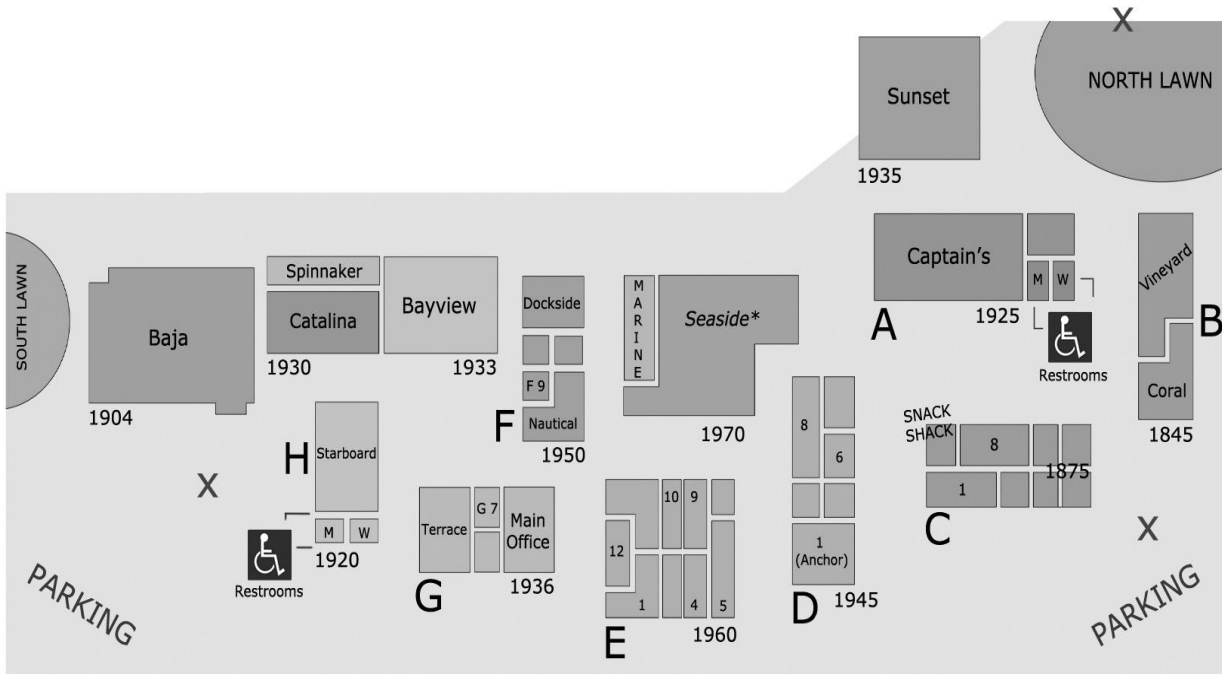 X
NORTH LAWN
Sunset
1935
Captain's
M
W
A
1925
Restrooms
Vineyard
B
Coral
1845
SOUTH LAWN
Baja
1904
Spinnaker
Catalina
1930
Bayview
1933
Dockside
F 9
F
Nautical
1950
MARINE
Seaside*
1970
8
6
1
(Anchor)
D
1945
SNACK
SHACK
8
1875
1
C
H
Starboard
X
M
W
1920
Restrooms
PARKING
Terrace
G 7
Main
Office
G
1936
10
9
12
1
4
5
E
1960
X
PARKING